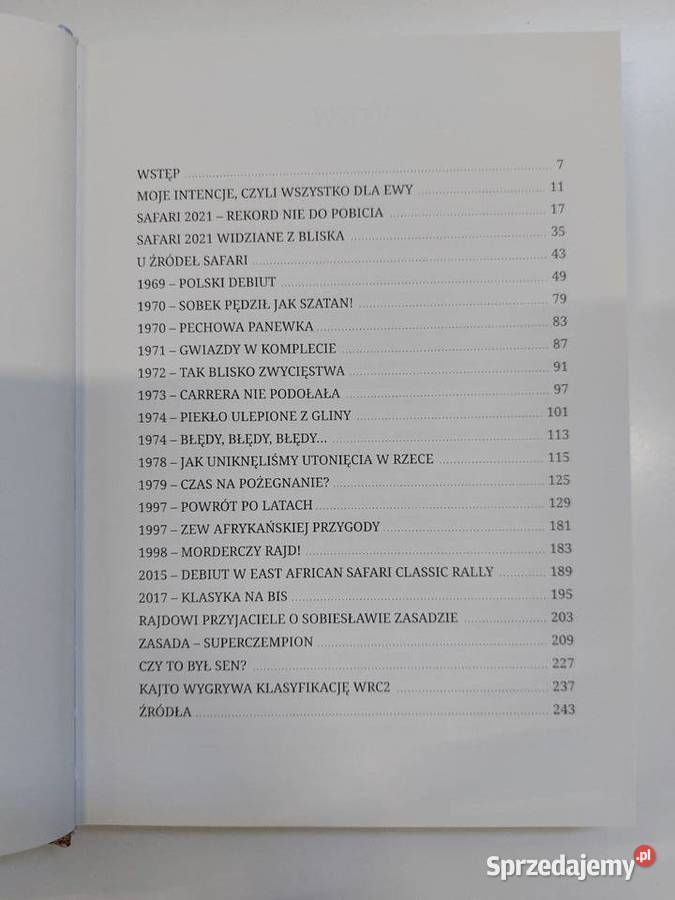 WSTĘP 7
MOJE INTENCJE, CZYLI WSZYSTKO DLA EWY 11
SAFARI 2021 – REKORD NIE DO POBICIA 17
SAFARI 2021 WIDZIANE Z BLISKA 35
U ŹRÓDEŁ SAFARI 43
1969 – POLSKI DEBIUT 49
1970 – SOBEK PĘDZIŁ JAK SZATAN! 79
1970 – PECHOWA PANEWKA 83
1971 – GWIAZDY W KOMPLECIE 87
1972 – TAK BLISKO ZWYCIĘSTWA 91
1973 – CARRERA NIE PODOŁAŁA 97
1974 – PIEKŁO ULEPIONE Z GLINY 101
1974 – BŁĘDY, BŁĘDY, BŁĘDY... 113
1978 – JAK UNIKNĘLIŚMY UTONIĘCIA W RZECE 115
1979 – CZAS NA POŻEGNANIE? 125
1997 – POWRÓT PO LATACH 129
1997 – ZEW AFRYKAŃSKIEJ PRZYGODY 181
1998 – MORDERCZY RAJD! 183
2015 – DEBIUT W EAST AFRICAN SAFARI CLASSIC RALLY 189
2017 – KLASYKA NA BIS 195
RAJDOWI PRZYJACIELE O SOBIESŁAWIE ZASADZIE 203
ZASADA – SUPERCZEMPION 209
CZY TO BYŁ SEN? 227
KAJTO WYGRYWA KLASYFIKACJĘ WRC2 237
ŹRÓDŁA 243
Sprzedajemy.pl